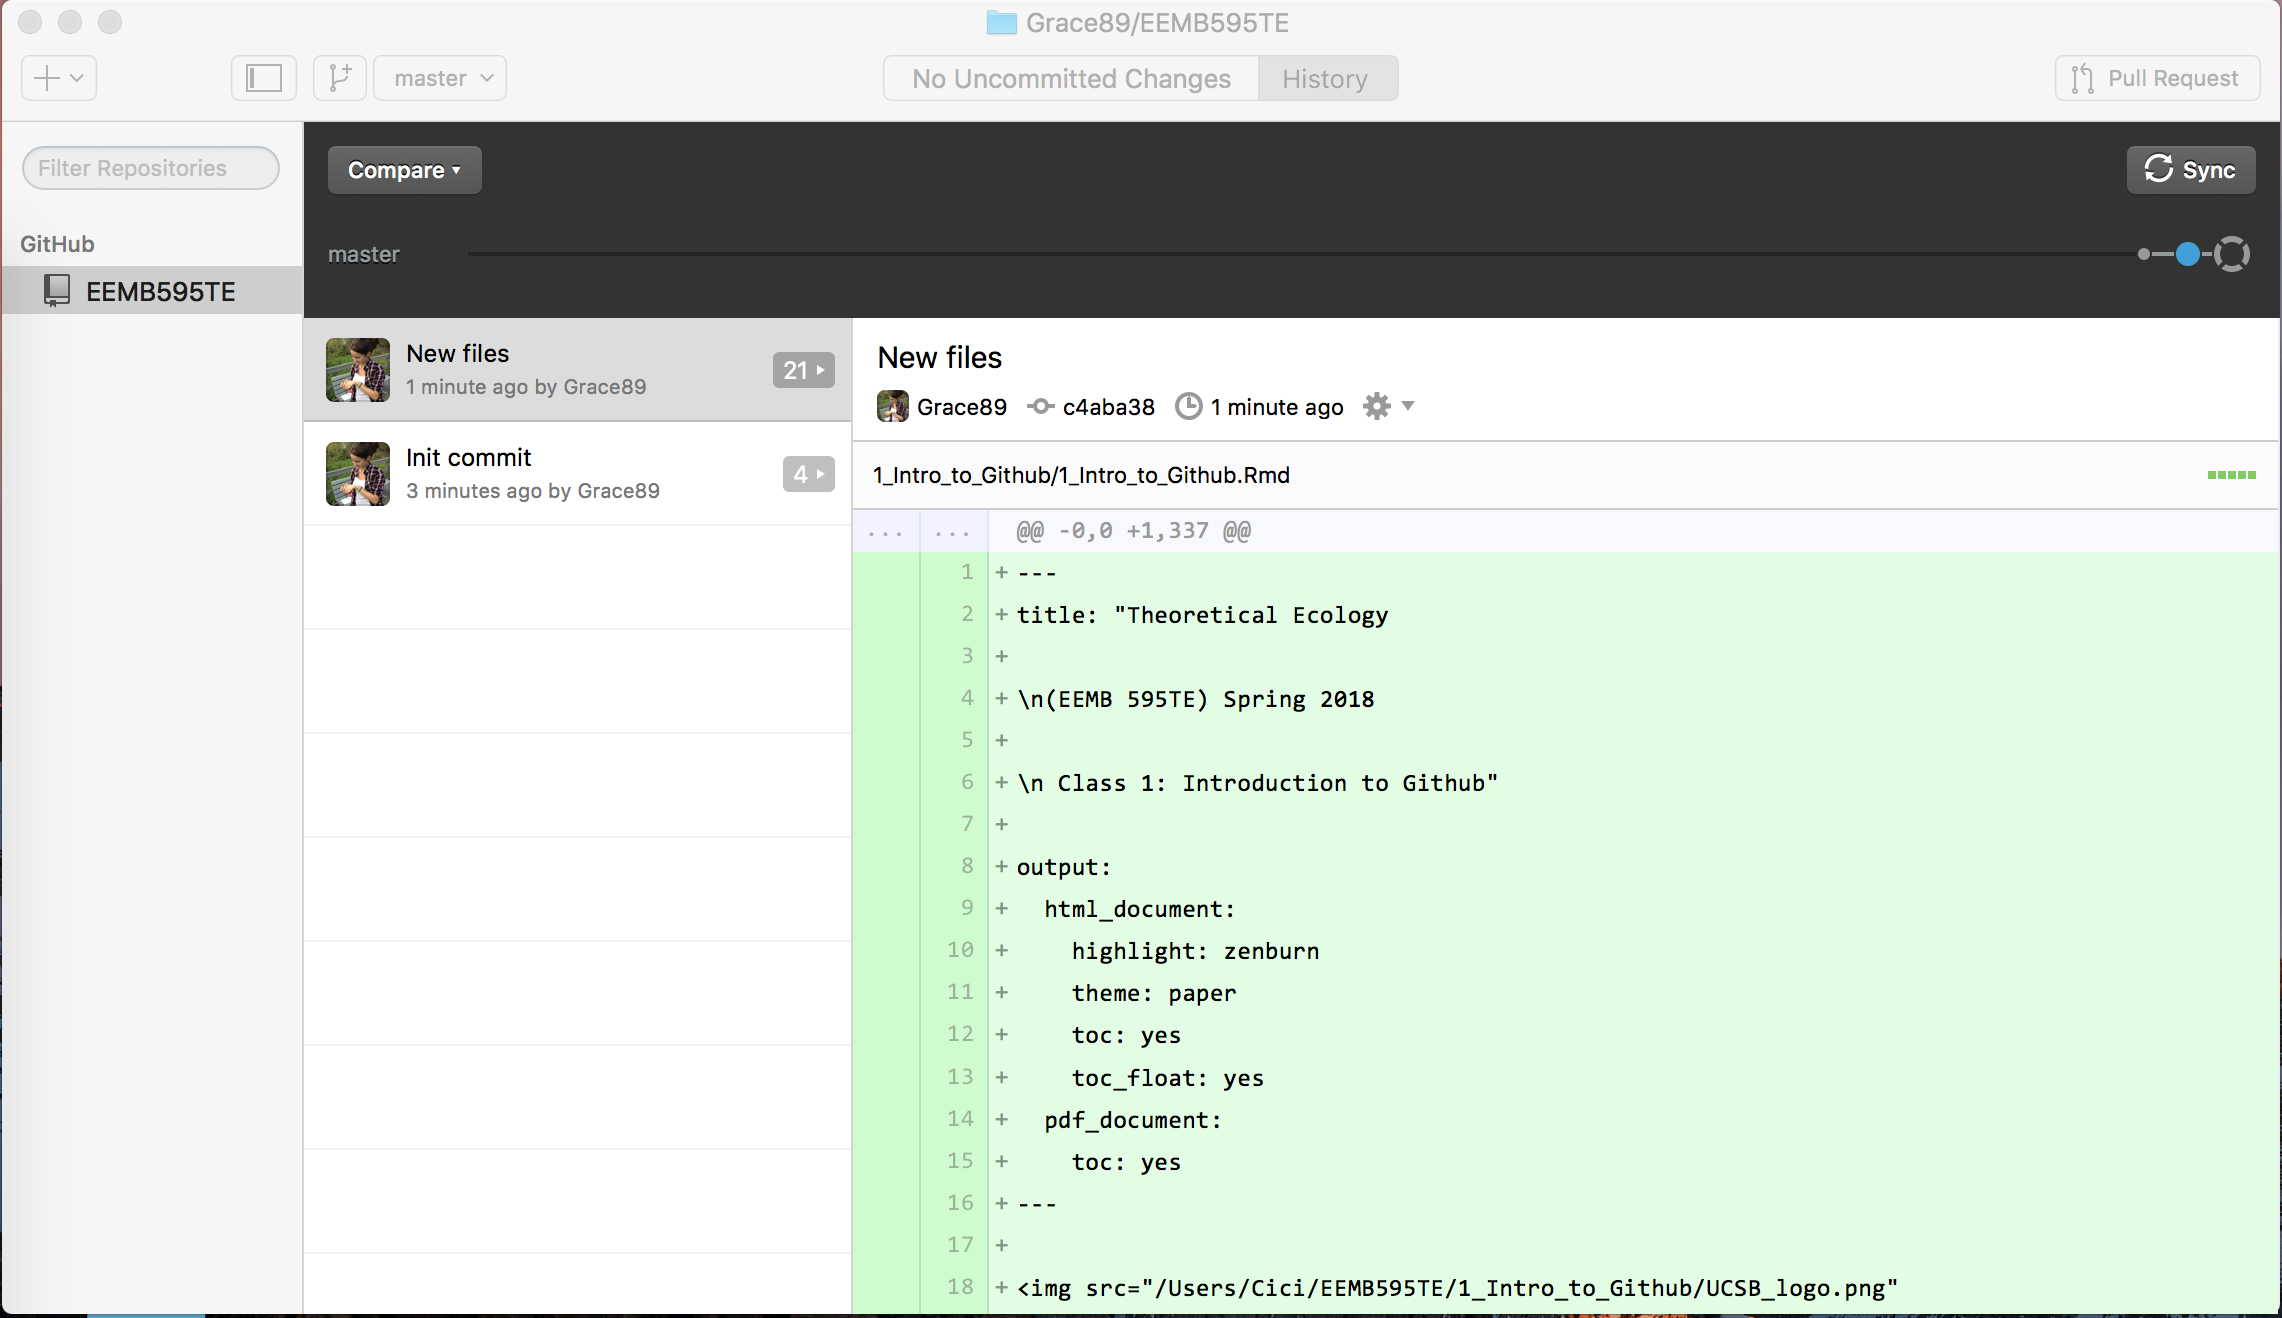 Grace89/EEMB595TE
master
No Uncommitted Changes
History
Pull Request
Filter Repositories
GitHub
EEMB595TE
Compare
Sync
master
New files
1 minute ago by Grace89
21
Init commit
3 minutes ago by Grace89
4
New files
Grace89 c4aba38 1 minute ago
1_Intro_to_Github/1_Intro_to_Github.Rmd
... ... @@ -0,0 +1,337 @@
1 + ---
2 + title: "Theoretical Ecology
3 +
4 + \n(EEMB 595TE) Spring 2018
5 +
6 + \n Class 1: Introduction to Github"
7 +
8 + output:
9 +   html_document:
10 +     highlight: zenburn
11 +     theme: paper
12 +     toc: yes
13 +     toc_float: yes
14 +   pdf_document:
15 +     toc: yes
16 + ---
17 +
18 + <img src="/Users/Cici/EEMB595TE/1_Intro_to_Github/UCSB_logo.png"